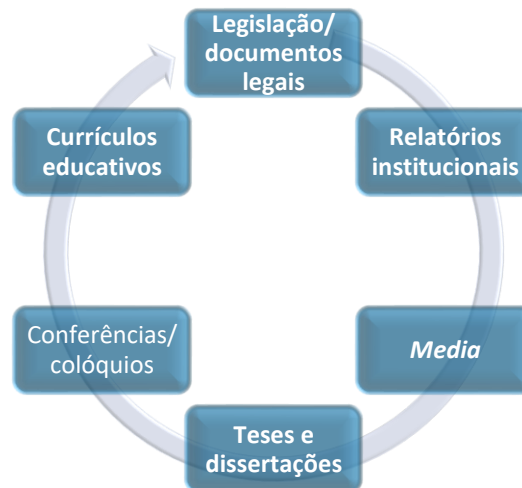 Legislação/
documentos
legais
Relatórios
institucionais
Media
Teses e
dissertações
Conferências/
colóquios
Currículos
educativos